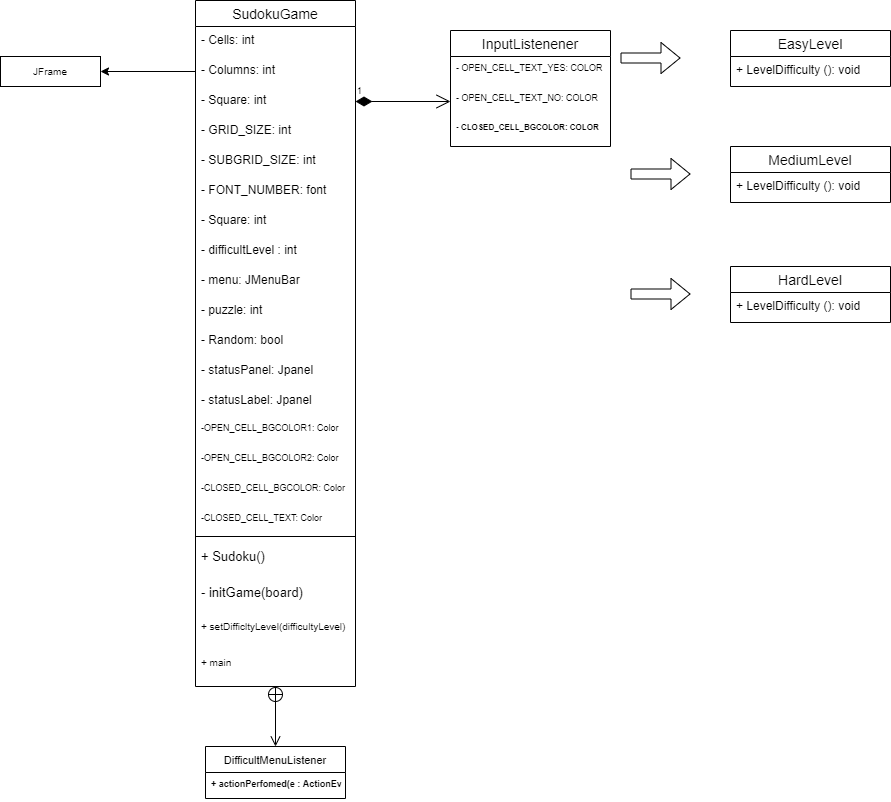 SudokuGame
- Cells: int
- Columns: int
- Square: int
- GRID_SIZE: int
- SUBGRID_SIZE: int
- FONT_NUMBER: font
- Square: int
- difficultLevel : int
- menu: JMenuBar
- puzzle: int
- Random: bool
- statusPanel: Jpanel
- statusLabel: Jpanel
-OPEN_CELL_BGCOLOR1: Color
-OPEN_CELL_BGCOLOR2: Color
-CLOSED_CELL_BGCOLOR: Color
-CLOSED_CELL_TEXT: Color
+ Sudoku()
- initGame(board)
+ setDifficltyLevel(difficultyLevel)
+ main
JFrame
1
InputListenener
- OPEN_CELL_TEXT_YES: COLOR
- OPEN_CELL_TEXT_NO: COLOR
- CLOSED_CELL_BGCOLOR: COLOR
EasyLevel
+ LevelDifficulty (): void
MediumLevel
+ LevelDifficulty (): void
HardLevel
+ LevelDifficulty (): void
DifficultMenuListener
+ actionPerfomed(e : ActionEv